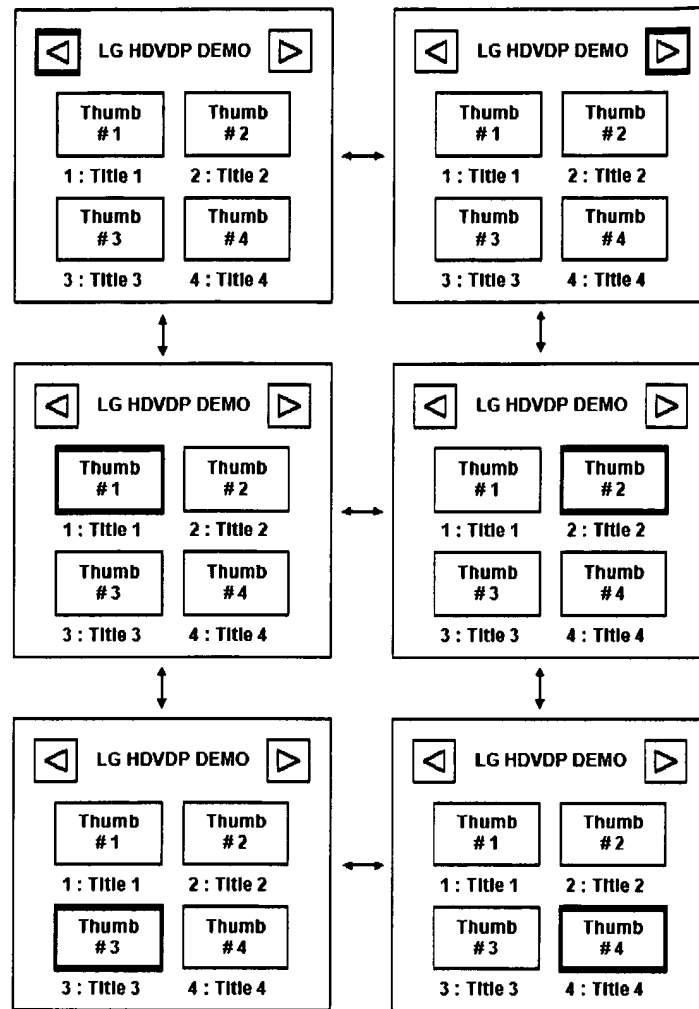 LG HDVDP DEMO
Thumb
#1
Thumb
#2
1 : Title 1
2 : Title 2
Thumb
#3
Thumb
#4
3 : Title 3
4 : Title 4
LG HDVDP DEMO
Thumb
#1
Thumb
#2
1 : Title 1
2 : Title 2
Thumb
#3
Thumb
#4
3 : Title 3
4 : Title 4
LG HDVDP DEMO
Thumb
#1
Thumb
#2
1 : Title 1
2 : Title 2
Thumb
#3
Thumb
#4
3 : Title 3
4 : Title 4
LG HDVDP DEMO
Thumb
#1
Thumb
#2
1 : Title 1
2 : Title 2
Thumb
#3
Thumb
#4
3 : Title 3
4 : Title 4
LG HDVDP DEMO
Thumb
#1
Thumb
#2
1 : Title 1
2 : Title 2
Thumb
#3
Thumb
#4
3 : Title 3
4 : Title 4
LG HDVDP DEMO
Thumb
#1
Thumb
#2
1 : Title 1
2 : Title 2
Thumb
#3
Thumb
#4
3 : Title 3
4 : Title 4